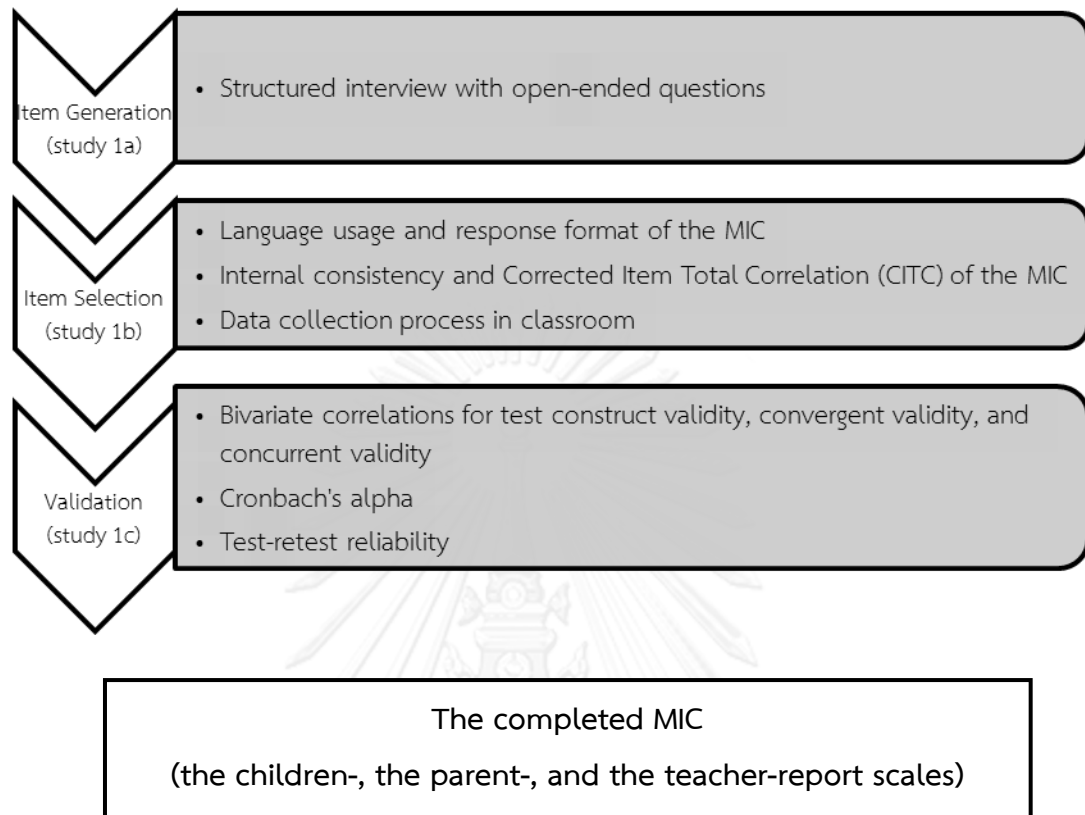 Item Generation
(study 1a)
• Structured interview with open-ended questions
Item Selection
(study 1b)
• Language usage and response format of the MIC
• Internal consistency and Corrected Item Total Correlation (CITC) of the MIC
• Data collection process in classroom
Validation
(study 1c)
• Bivariate correlations for test construct validity, convergent validity, and
concurrent validity
• Cronbach's alpha
• Test-retest reliability
The completed MIC
(the children-, the parent-, and the teacher-report scales)